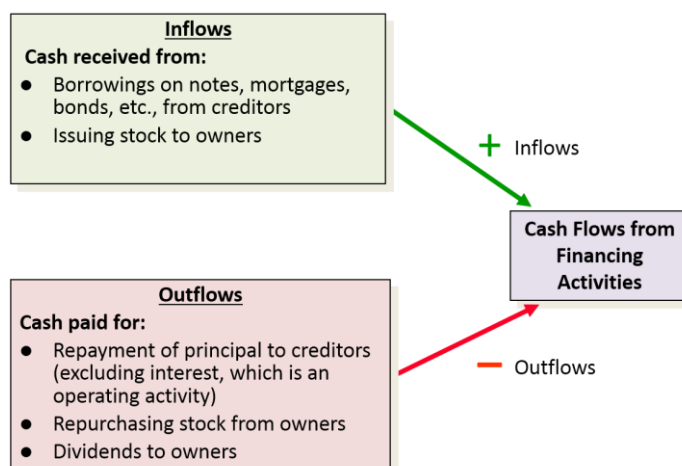 Inflows
Cash received from:
● Borrowings on notes, mortgages,
bonds, etc., from creditors
● Issuing stock to owners
+ Inflows
Cash Flows from
Financing
Activities
Outflows
Cash paid for:
● Repayment of principal to creditors
(excluding interest, which is an
operating activity)
● Repurchasing stock from owners
● Dividends to owners
− Outflows